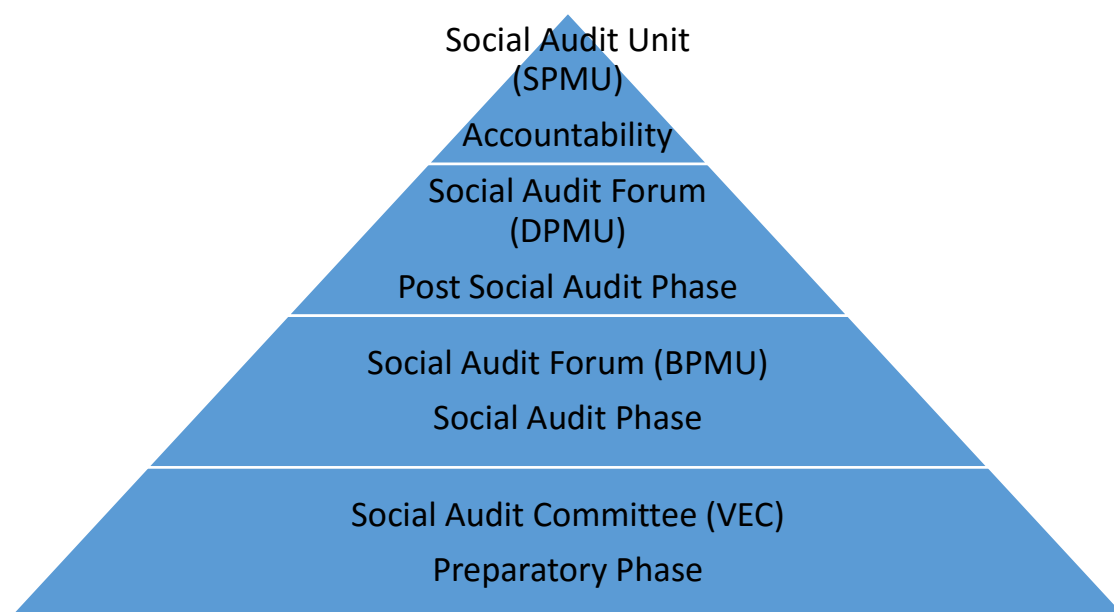 Social Audit Unit
(SPMU)
Accountability
Social Audit Forum
(DPMU)
Post Social Audit Phase
Social Audit Forum (BPMU)
Social Audit Phase
Social Audit Committee (VEC)
Preparatory Phase